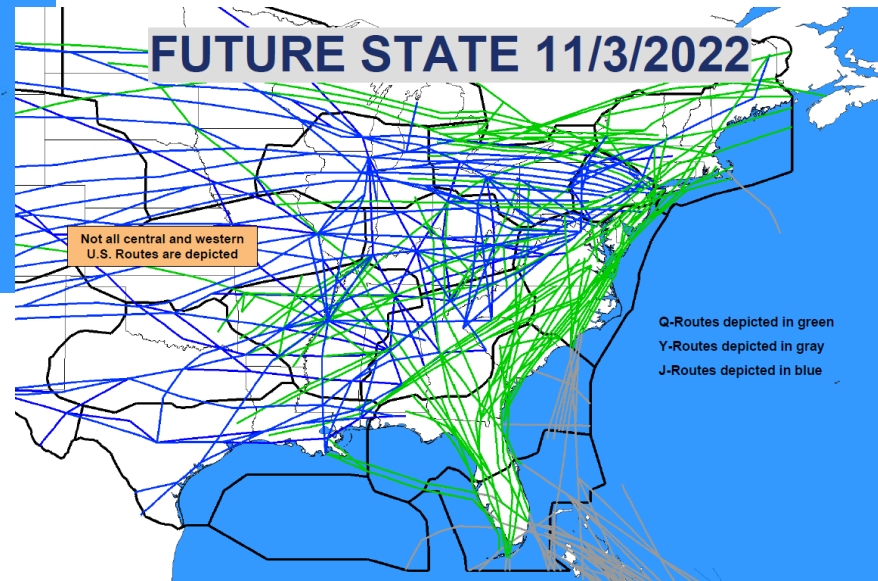 FUTURE STATE 11/3/2022
Not all central and western
U.S. Routes are depicted
Q-Routes depicted in green
Y-Routes depicted in gray
J-Routes depicted in blue